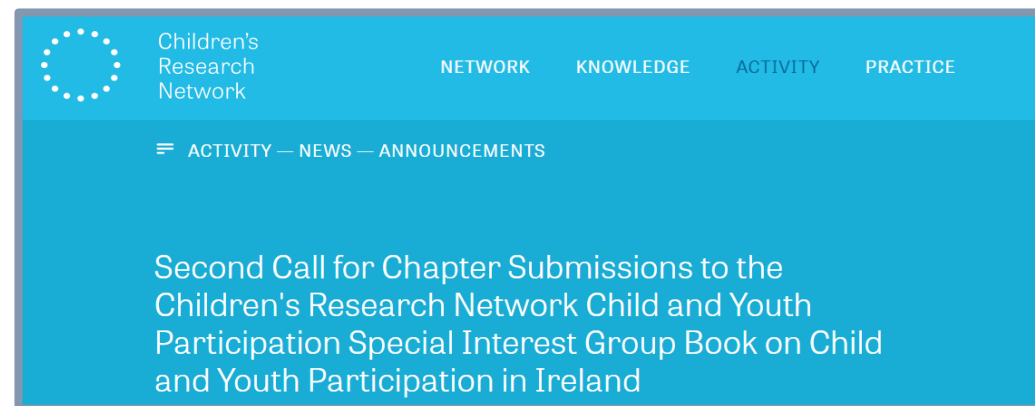 Children's
Research
Network
NETWORK KNOWLEDGE ACTIVITY PRACTICE
ACTIVITY — NEWS — ANNOUNCEMENTS
Second Call for Chapter Submissions to the
Children's Research Network Child and Youth
Participation Special Interest Group Book on Child
and Youth Participation in Ireland